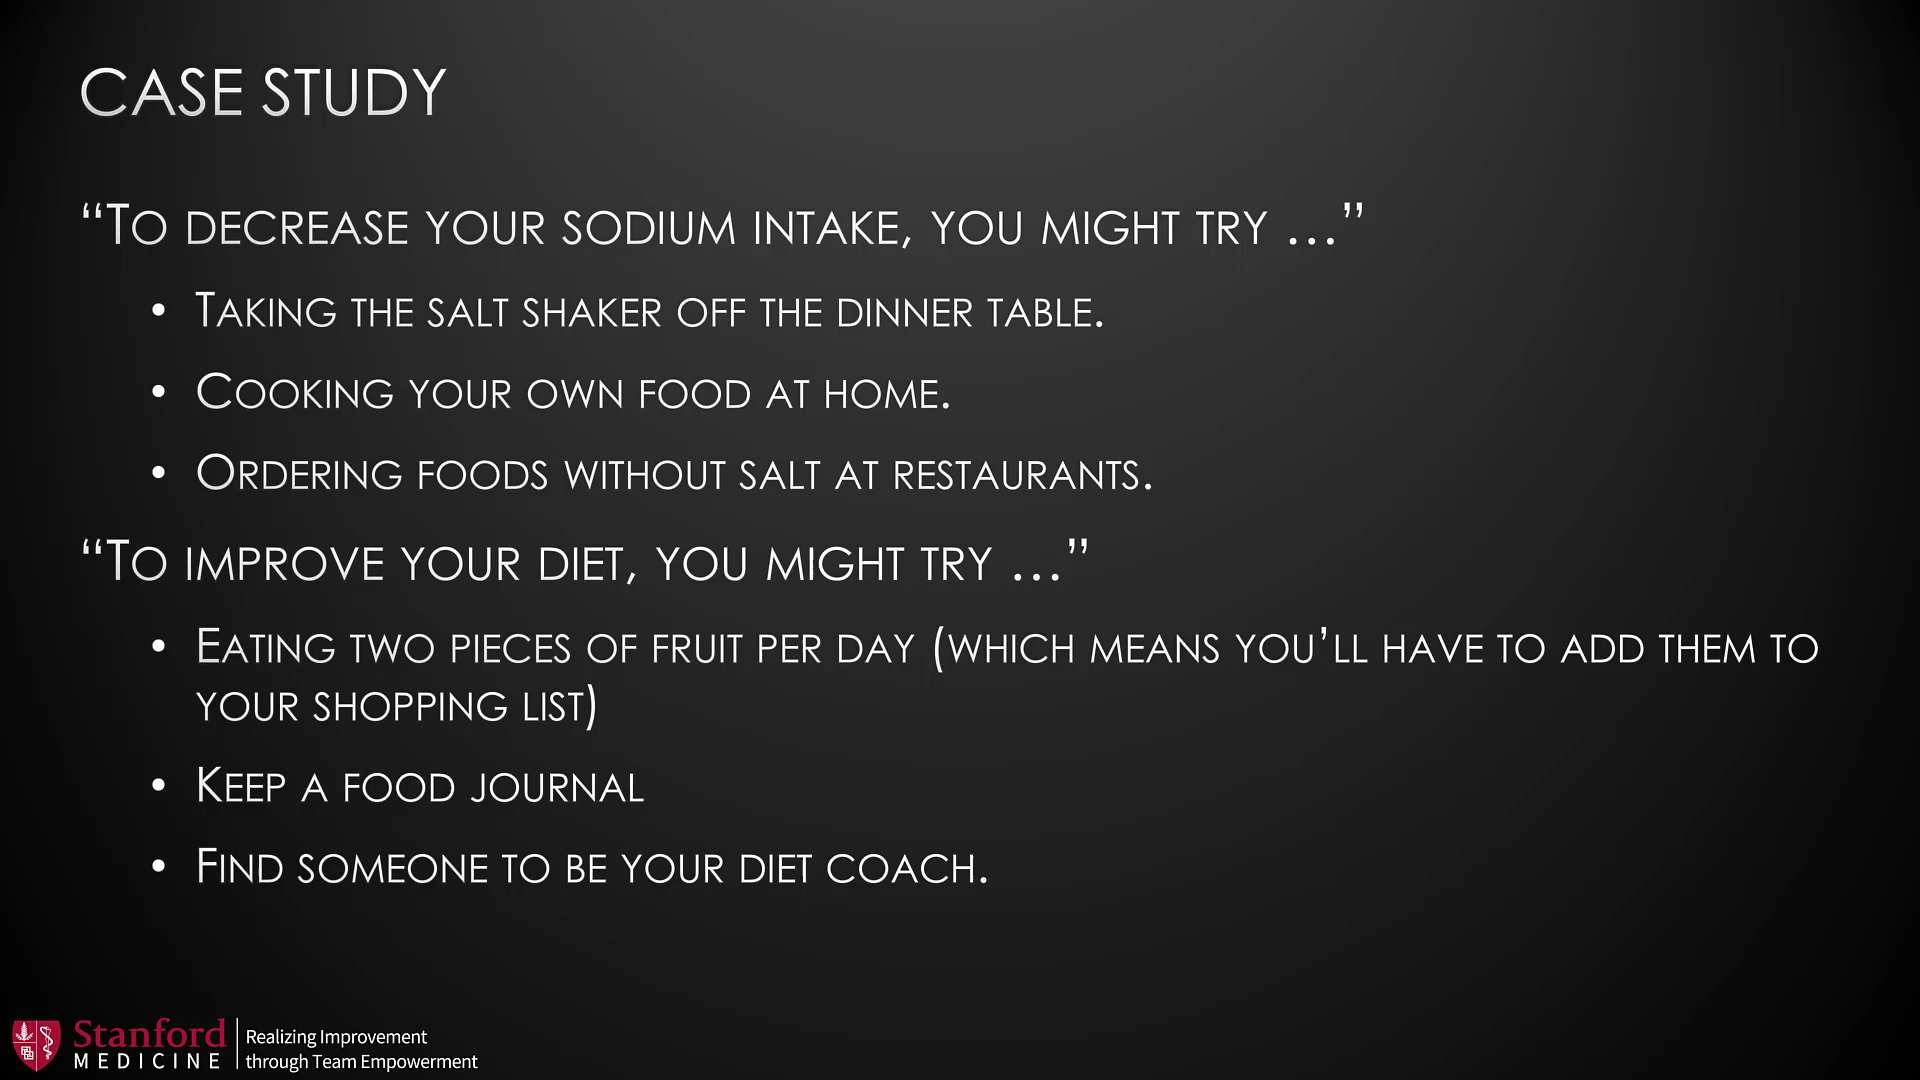 CASE STUDY
“TO DECREASE YOUR SODIUM INTAKE, YOU MIGHT TRY …”
• TAKING THE SALT SHAKER OFF THE DINNER TABLE.
• COOKING YOUR OWN FOOD AT HOME.
• ORDERING FOODS WITHOUT SALT AT RESTAURANTS.
“TO IMPROVE YOUR DIET, YOU MIGHT TRY …”
• EATING TWO PIECES OF FRUIT PER DAY (WHICH MEANS YOU’LL HAVE TO ADD THEM TO
YOUR SHOPPING LIST)
• KEEP A FOOD JOURNAL
• FIND SOMEONE TO BE YOUR DIET COACH.
Stanford
MEDICINE
Realizing Improvement
through Team Empowerment